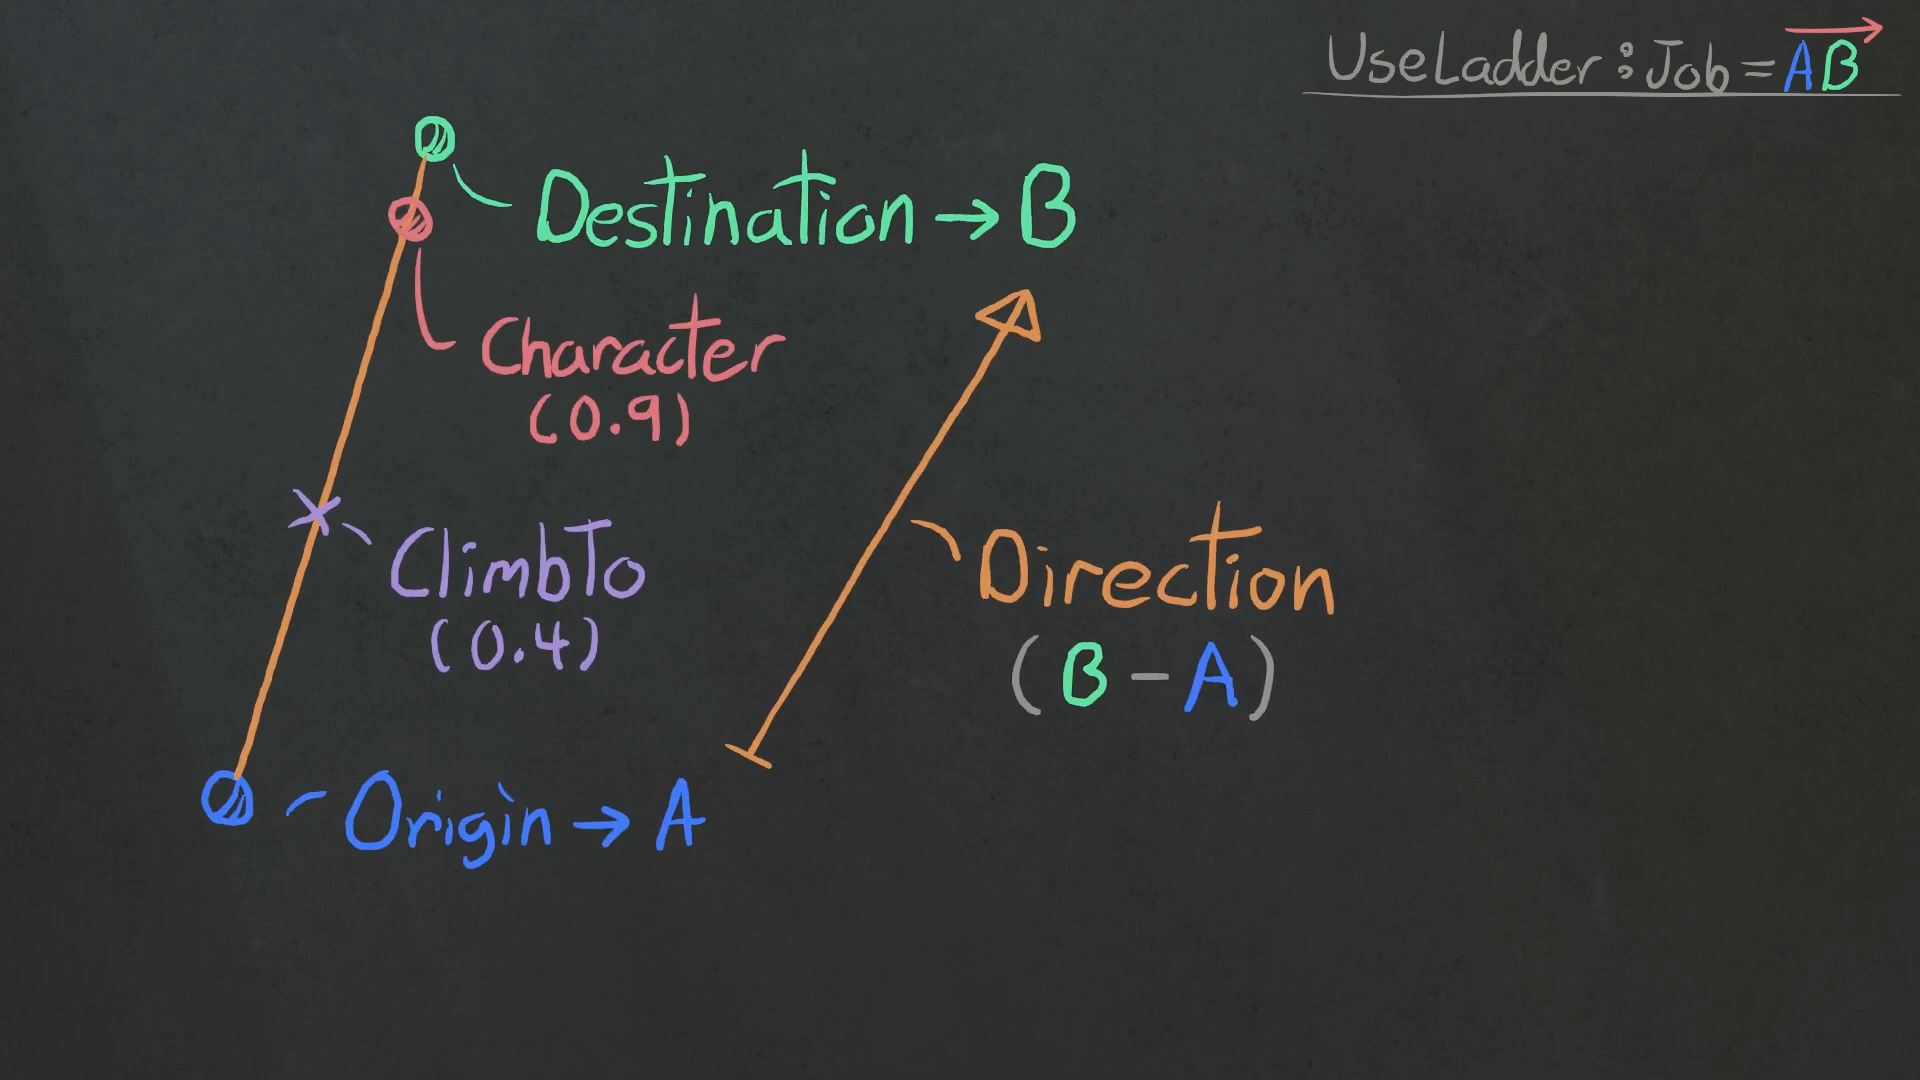 UseLadder : Job = AB
Destination → B
Character
(0.9)
ClimbTo
(0.4)
Direction
(B - A)
Origin → A